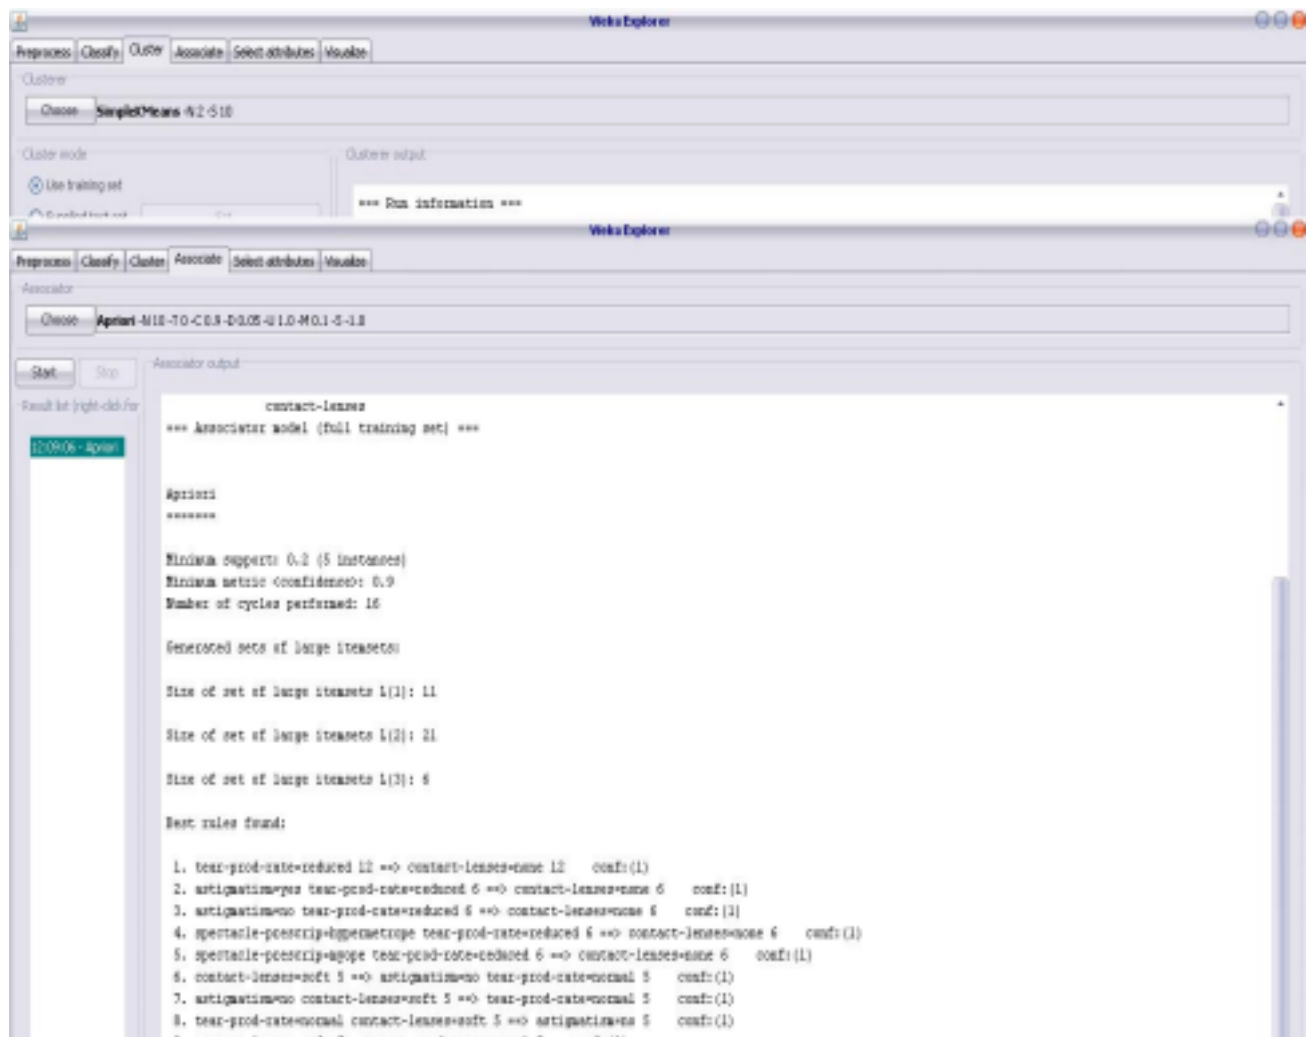 Weka Explorer
Preprocess Classify Cluster Associate Select attributes Visualize
Clusterer
Choose SimpleKMeans -N 2 -S 10
Cluster mode Clusterer output
Use training set
=== Run information ===
Supplied test set Set
Weka Explorer
Preprocess Classify Cluster Associate Select attributes Visualize
Associator
Choose Apriori -N 10 -T 0 -C 0.9 -D 0.05 -U 1.0 -M 0.1 -S -1.0
Start Stop Associator output
Result list (right-click for
12:09:06 - Apriori
contact-lenses
=== Associator model (full training set) ===
Apriori
=======
Minimum support: 0.2 (5 instances)
Minimum metric <confidence>: 0.9
Number of cycles performed: 16
Generated sets of large itemsets:
Size of set of large itemsets L(1): 11
Size of set of large itemsets L(2): 21
Size of set of large itemsets L(3): 6
Best rules found:
1. tear-prod-rate=reduced 12 ==> contact-lenses=none 12 conf:(1)
2. astigmatism=yes tear-prod-rate=reduced 6 ==> contact-lenses=none 6 conf:(1)
3. astigmatism=no tear-prod-rate=reduced 6 ==> contact-lenses=none 6 conf:(1)
4. spectacle-prescrip=hypermetrope tear-prod-rate=reduced 6 ==> contact-lenses=none 6 conf:(1)
5. spectacle-prescrip=myope tear-prod-rate=reduced 6 ==> contact-lenses=none 6 conf:(1)
6. contact-lenses=soft 5 ==> astigmatism=no tear-prod-rate=normal 5 conf:(1)
7. astigmatism=no contact-lenses=soft 5 ==> tear-prod-rate=normal 5 conf:(1)
8. tear-prod-rate=normal contact-lenses=soft 5 ==> astigmatism=no 5 conf:(1)